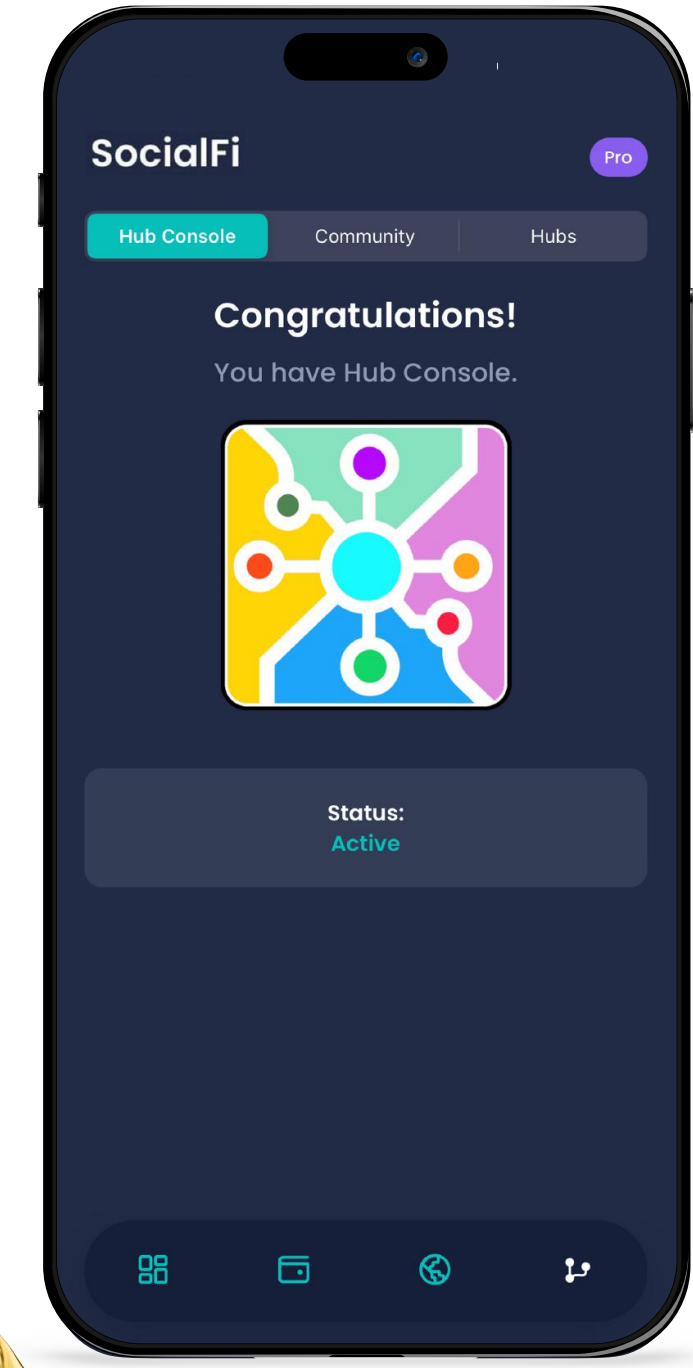 SocialFi
Pro
Hub Console
Community
Hubs
Congratulations!
You have Hub Console.
Status:
Active